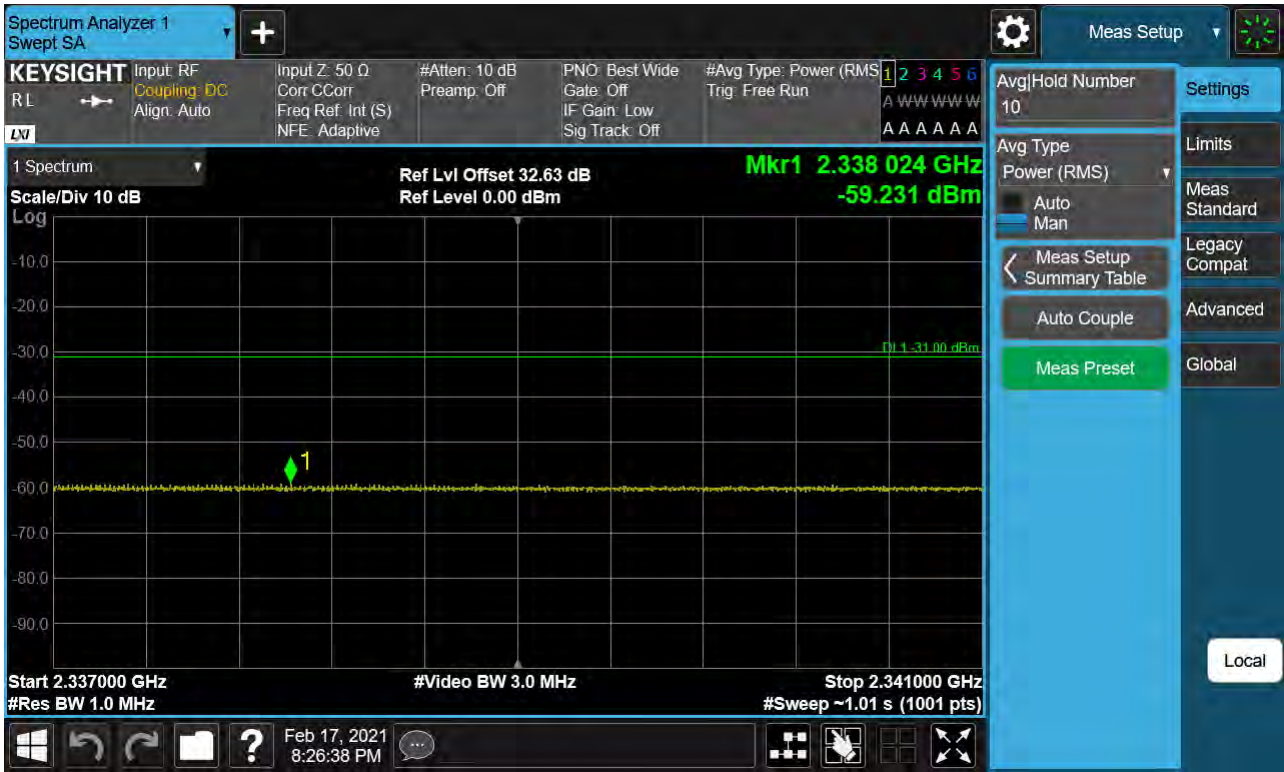 Spectrum Analyzer 1
Swept SA
+
Meas Setup
KEYSIGHT
RL
LXI
Input: RF
Coupling: DC
Align: Auto
Input Z: 50 Ω
Corr CCorr
Freq Ref: Int (S)
NFE: Adaptive
#Atten: 10 dB
Preamp: Off
PNO: Best Wide
Gate: Off
IF Gain: Low
Sig Track: Off
#Avg Type: Power (RMS
Trig: Free Run
1 2 3 4 5 6
A W W W W W
A A A A A A
1 Spectrum
Scale/Div 10 dB
Log
Ref Lvl Offset 32.63 dB
Ref Level 0.00 dBm
Mkr1 2.338 024 GHz
-59.231 dBm
-10.0
-20.0
-30.0
DL1 -31.00 dBm
-40.0
-50.0
1
-60.0
-70.0
-80.0
-90.0
Start 2.337000 GHz
#Res BW 1.0 MHz
#Video BW 3.0 MHz
Stop 2.341000 GHz
#Sweep ~1.01 s (1001 pts)
Avg|Hold Number
10
Avg Type
Power (RMS)
Auto
Man
Meas Setup
Summary Table
Auto Couple
Meas Preset
Settings
Limits
Meas
Standard
Legacy
Compat
Advanced
Global
Local
?
Feb 17, 2021
8:26:38 PM